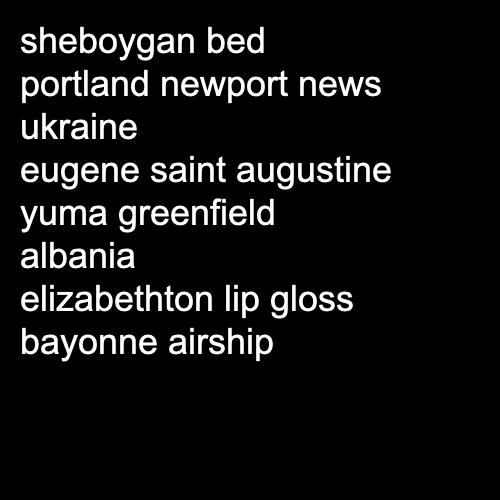 sheboygan bed
portland newport news
ukraine
eugene saint augustine
yuma greenfield
albania
elizabethton lip gloss
bayonne airship